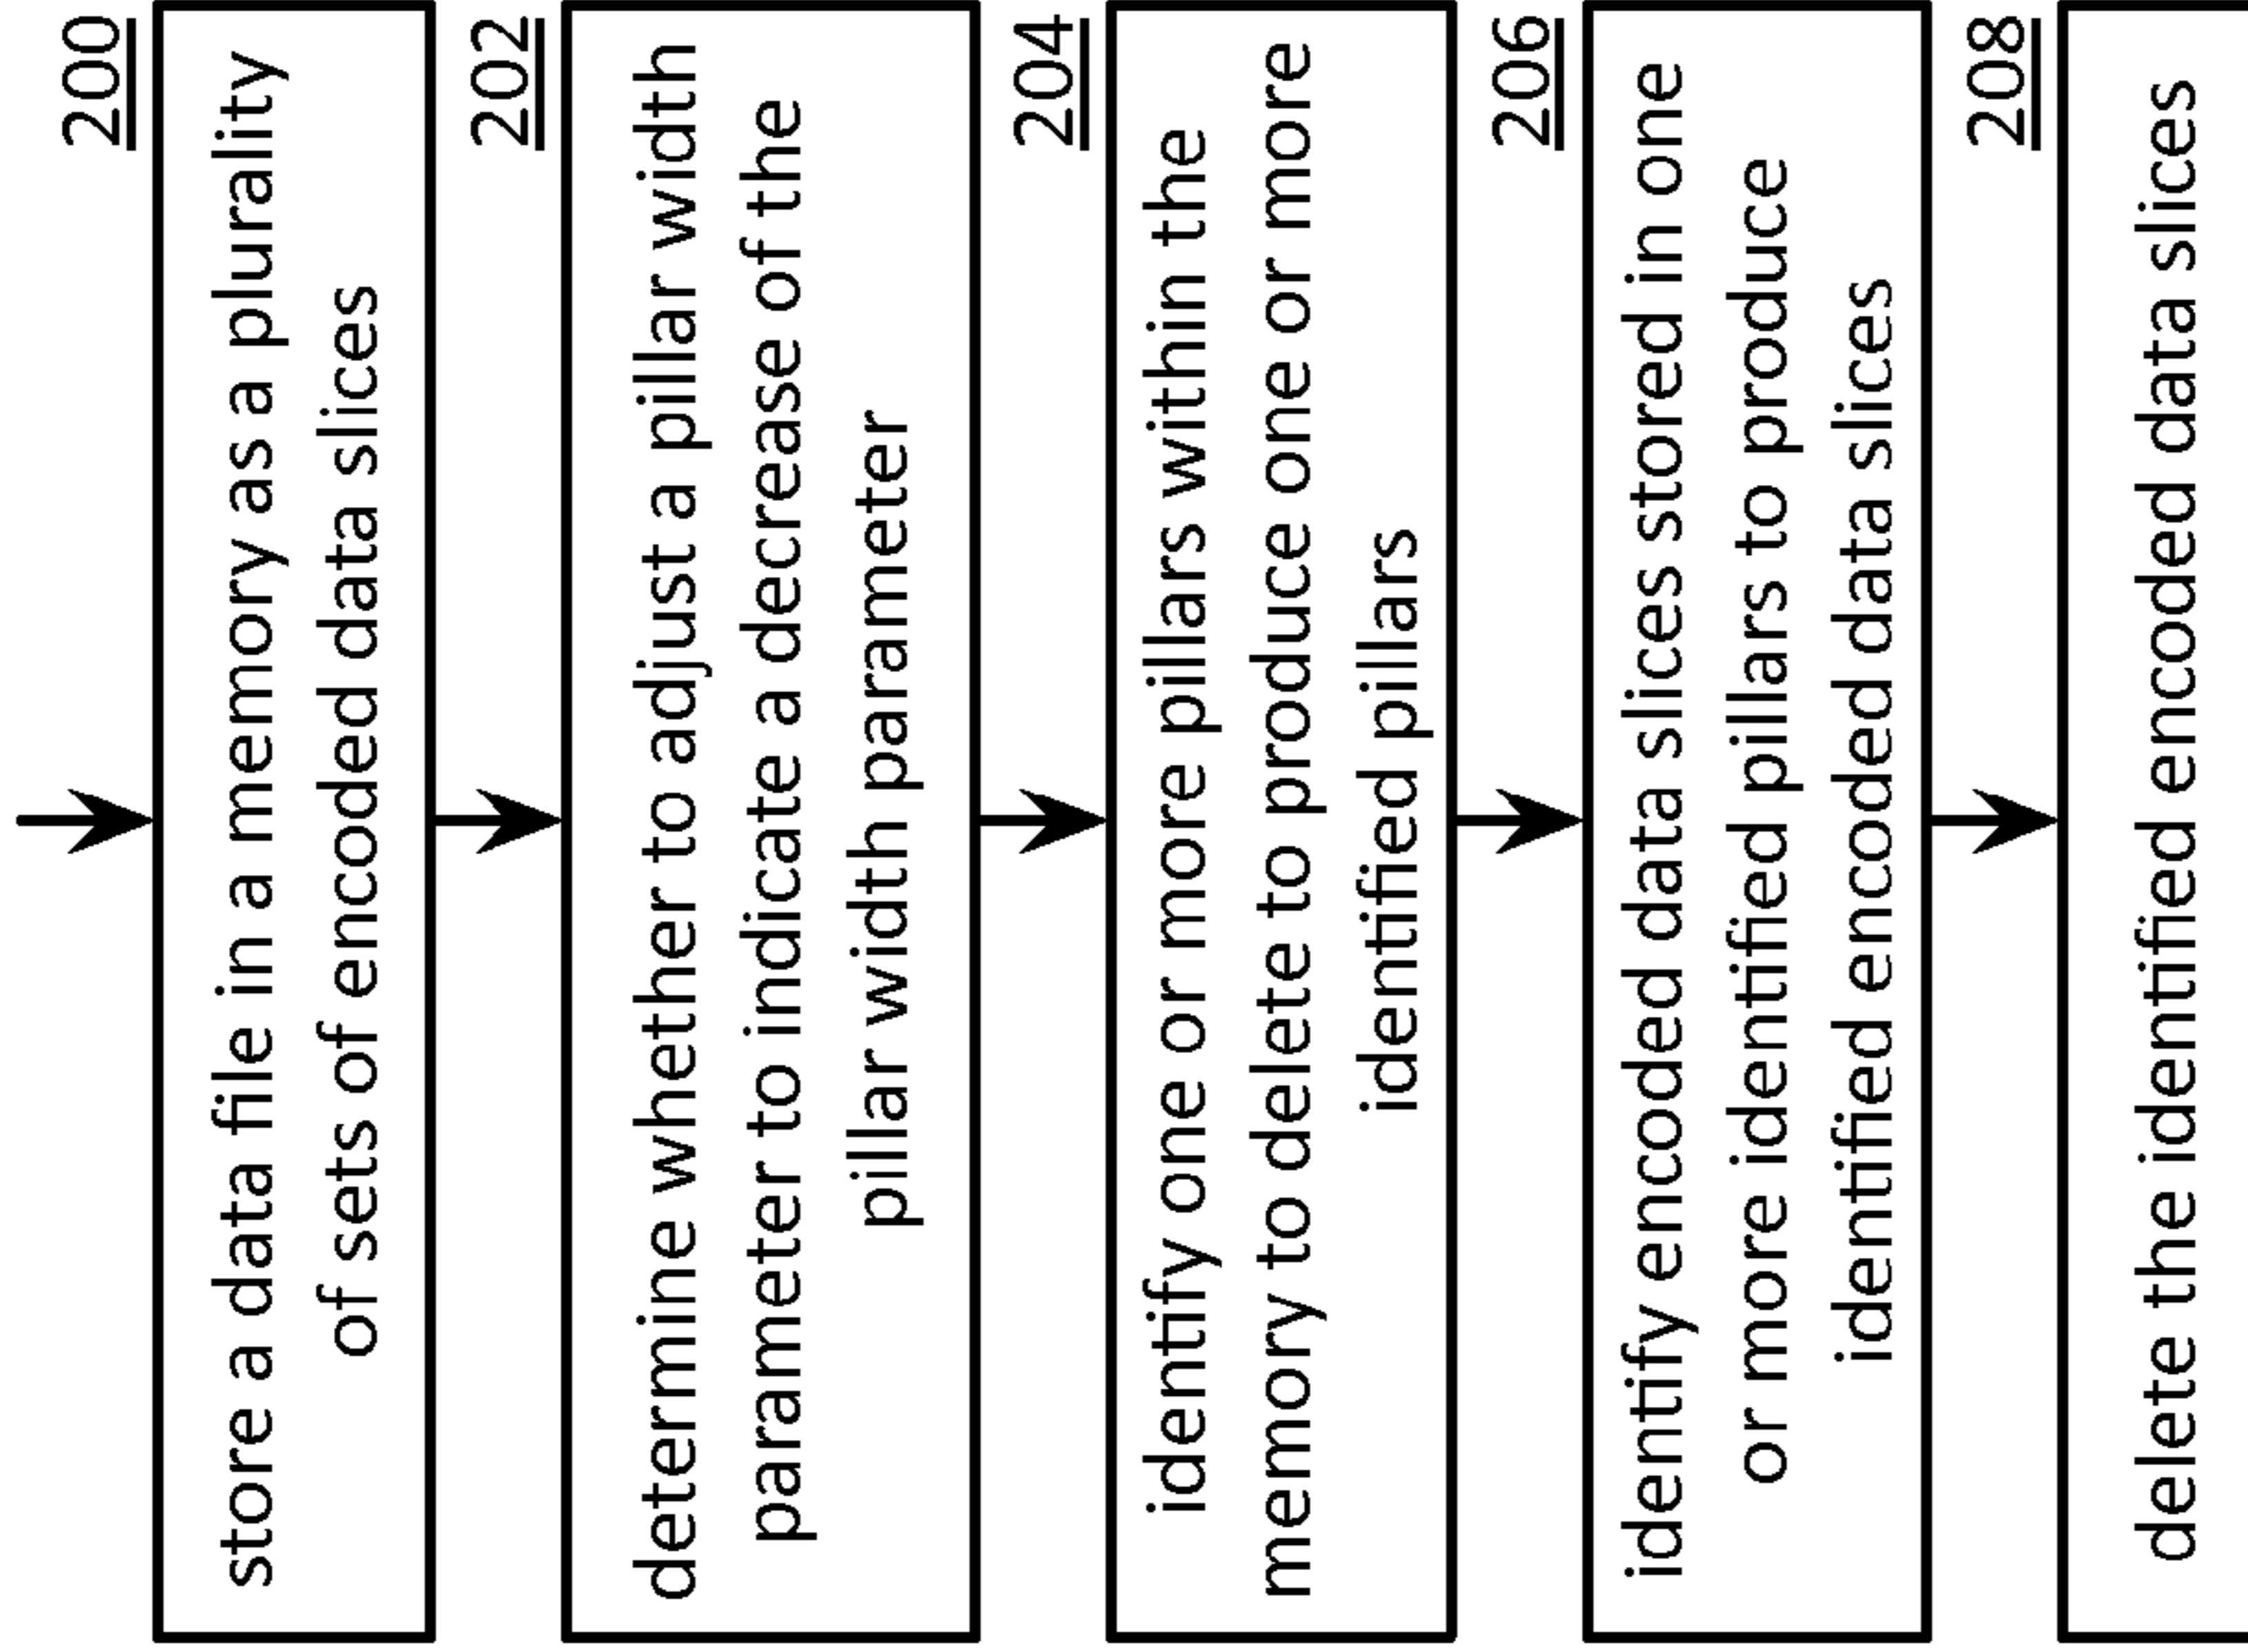 200
store a data file in a memory as a plurality
of sets of encoded data slices
202
determine whether to adjust a pillar width
parameter to indicate a decrease of the
pillar width parameter
204
identify one or more pillars within the
memory to delete to produce one or more
identified pillars
206
identify encoded data slices stored in one
or more identified pillars to produce
identified encoded data slices
208
delete the identified encoded data slices